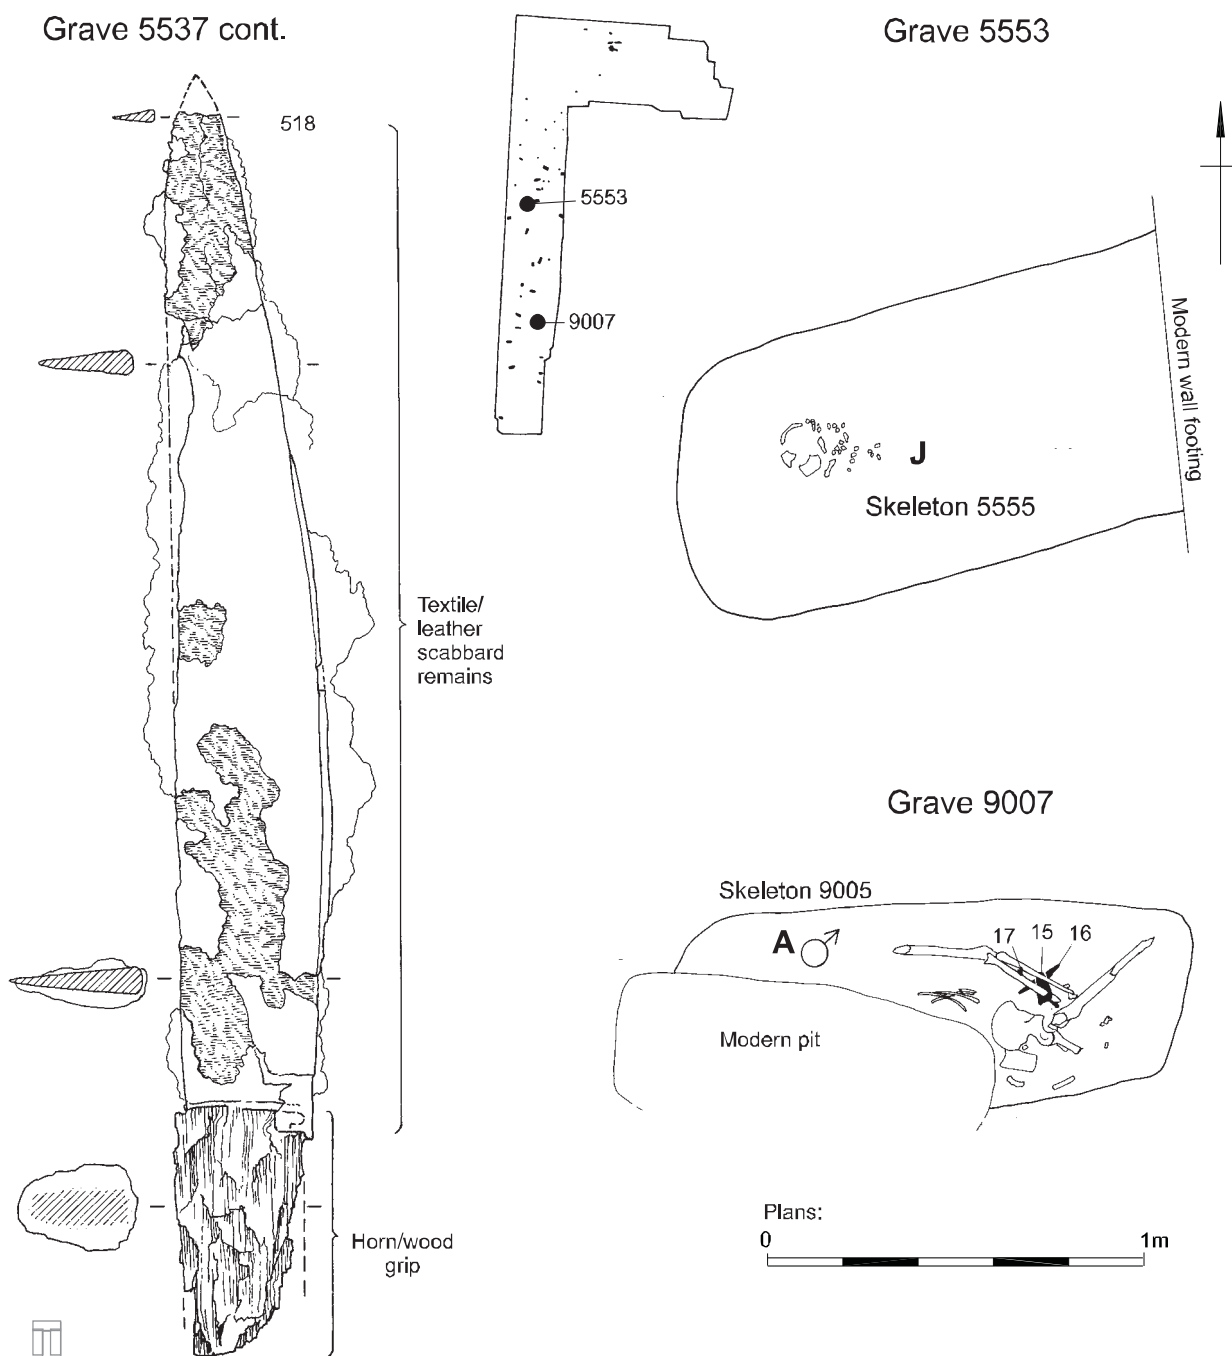 Grave 5537 cont.
518
Textile/
leather
scabbard
remains
Horn/wood
grip
5553
9007
Grave 5553
J
Skeleton 5555
Modern wall footing
Grave 9007
Skeleton 9005
A
17 15 16
Modern pit
Plans:
0 1m